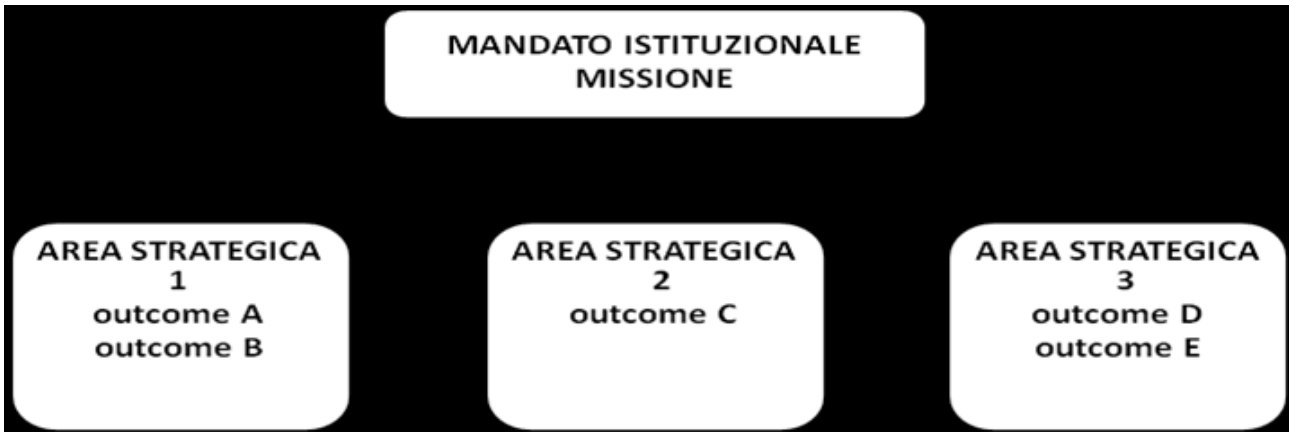 MANDATO ISTITUZIONALE
MISSIONE
AREA STRATEGICA
1
outcome A
outcome B
AREA STRATEGICA
2
outcome C
AREA STRATEGICA
3
outcome D
outcome E